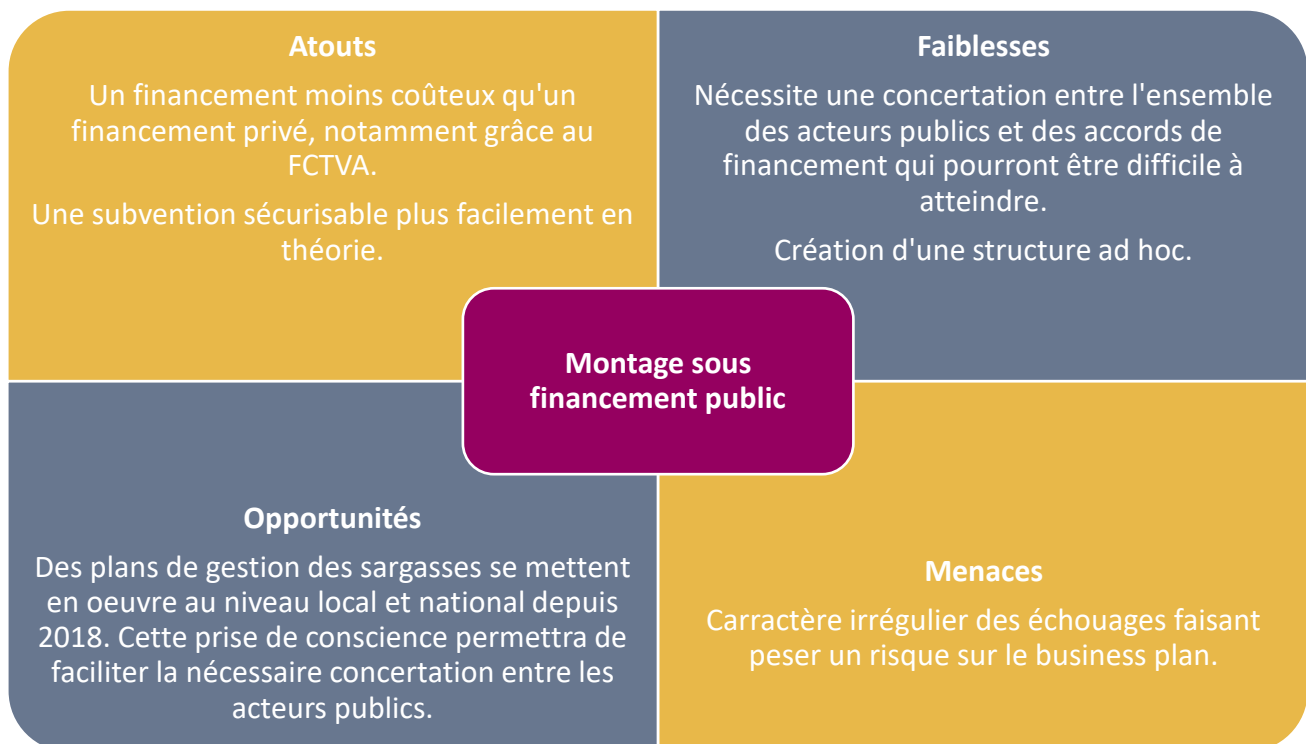 Atouts
Un financement moins coûteux qu'un
financement privé, notamment grâce au
FCTVA.
Une subvention sécurisable plus facilement en
théorie.
Faiblesses
Nécessite une concertation entre l'ensemble
des acteurs publics et des accords de
financement qui pourront être difficile à
atteindre.
Création d'une structure ad hoc.
Montage sous
financement public
Opportunités
Des plans de gestion des sargasses se mettent
en oeuvre au niveau local et national depuis
2018. Cette prise de conscience permettra de
faciliter la nécessaire concertation entre les
acteurs publics.
Menaces
Carractère irrégulier des échouages faisant
peser un risque sur le business plan.